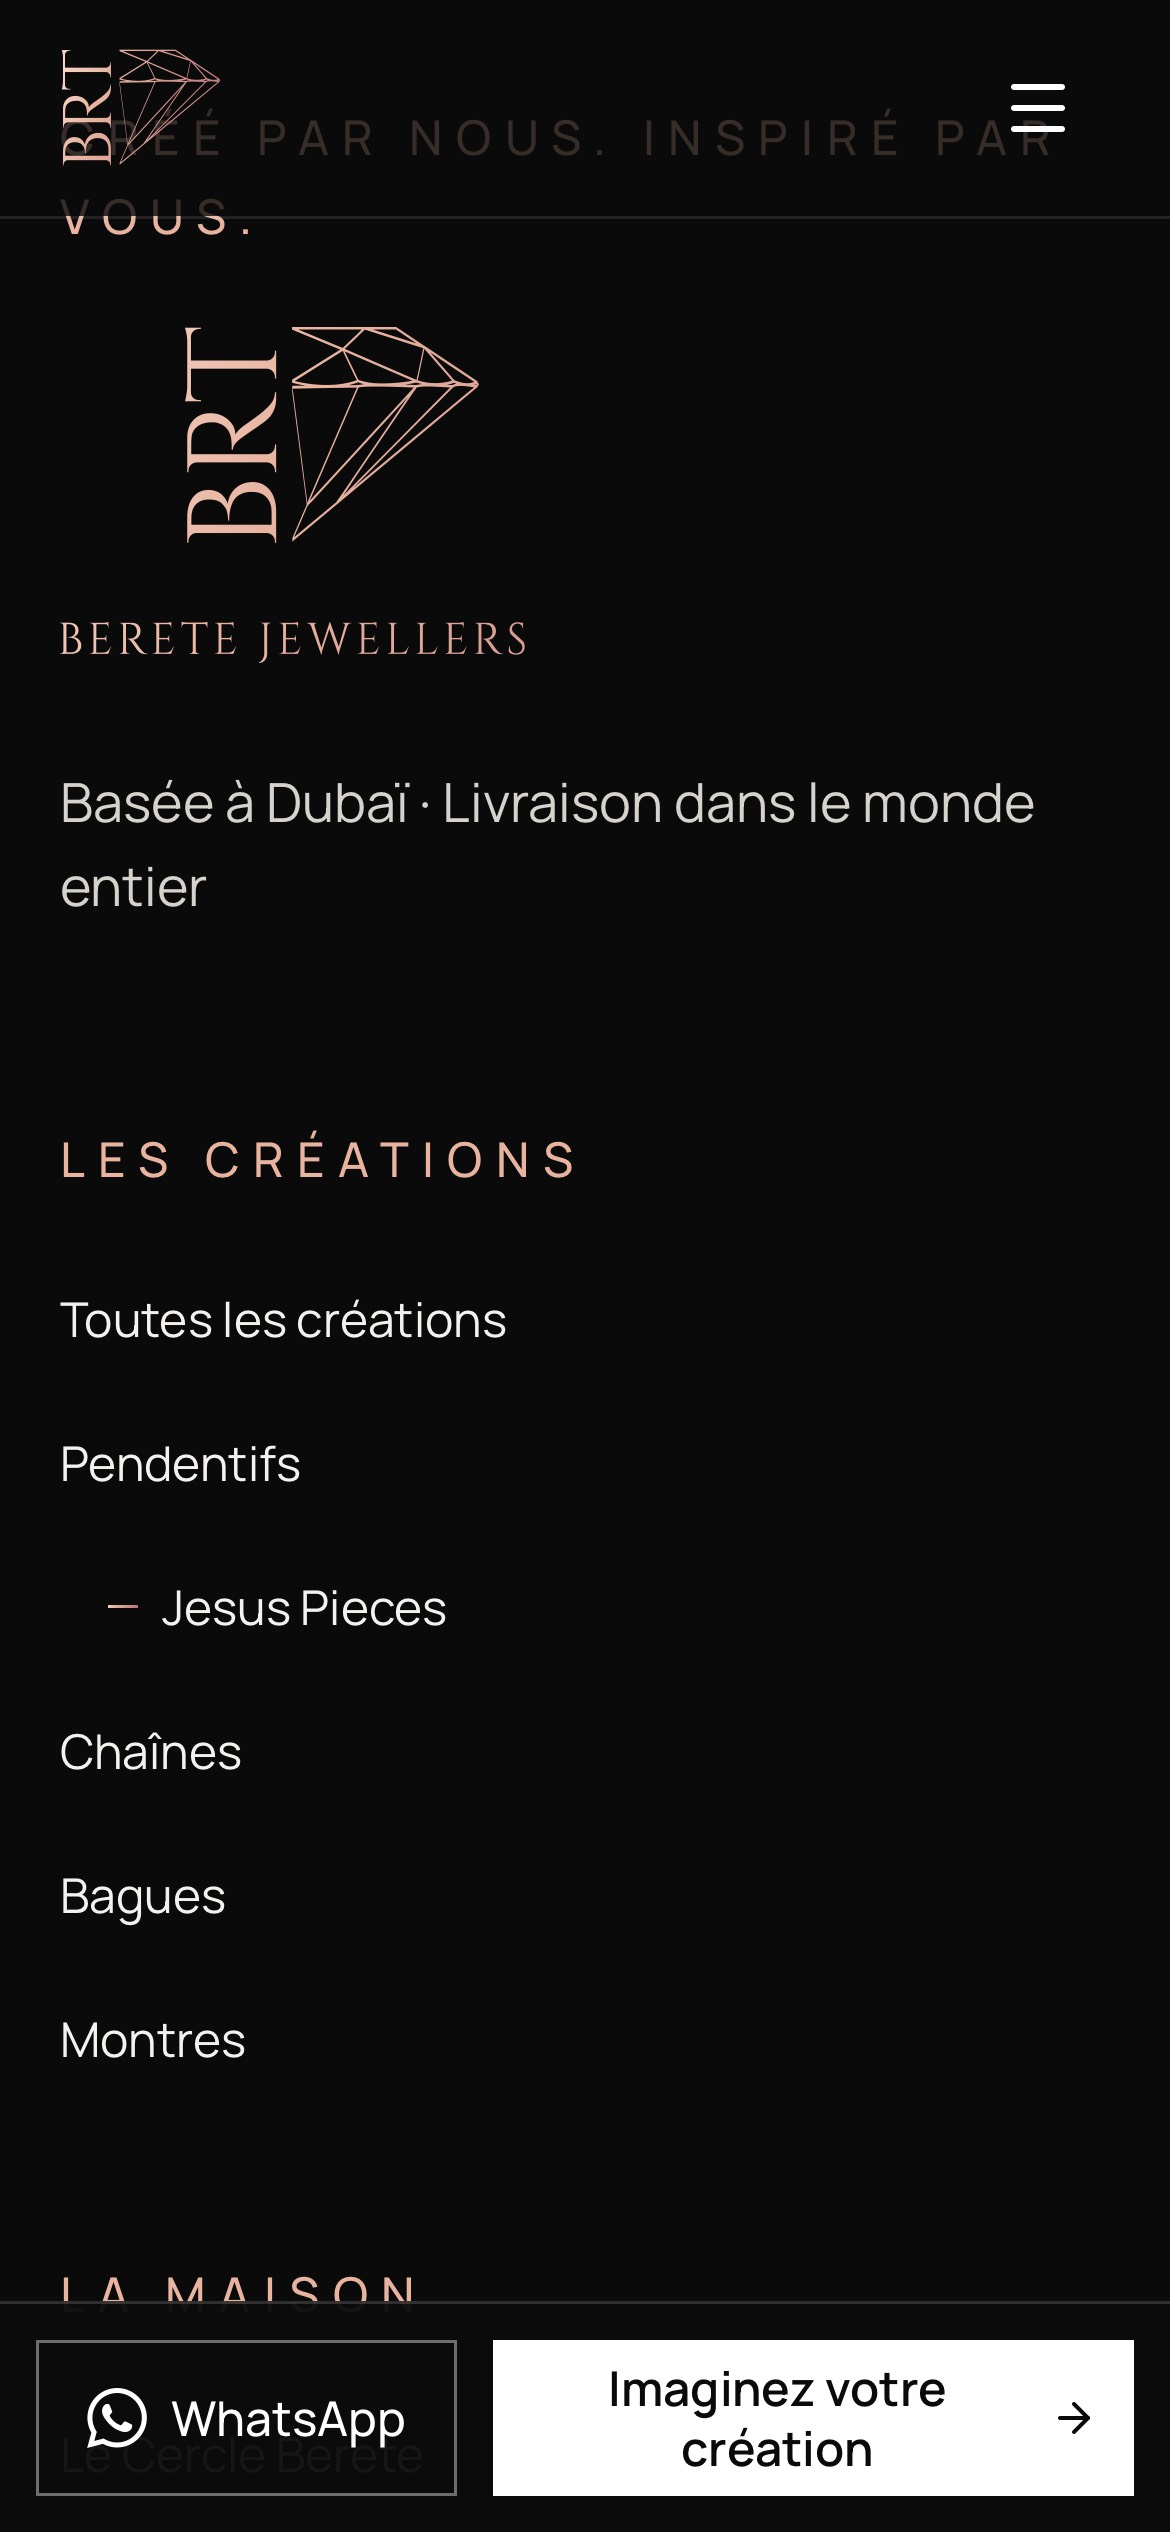 BRT
CRÉÉ PAR NOUS. INSPIRÉ PAR
VOUS.
BRT
BERETE JEWELLERS
Basée à Dubaï · Livraison dans le monde
entier
LES CRÉATIONS
Toutes les créations
Pendentifs
Jesus Pieces
Chaînes
Bagues
Montres
LA MAISON
Le Cercle Berete
WhatsApp
Imaginez votre
création